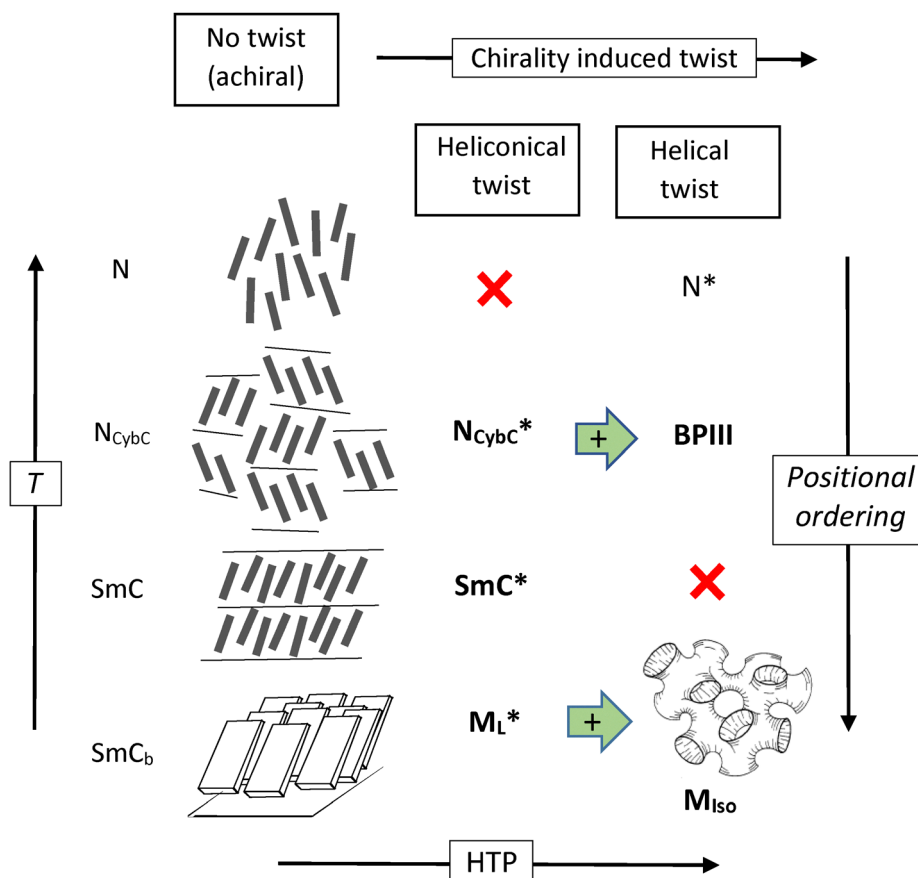 No twist
(achiral)
Chirality induced twist
Heliconical
twist
Helical
twist
N
N*
N_CybC
N_CybC*
+
BPIII
T
Positional
ordering
SmC
SmC*
SmC_b
M_L*
+
M_Iso
HTP